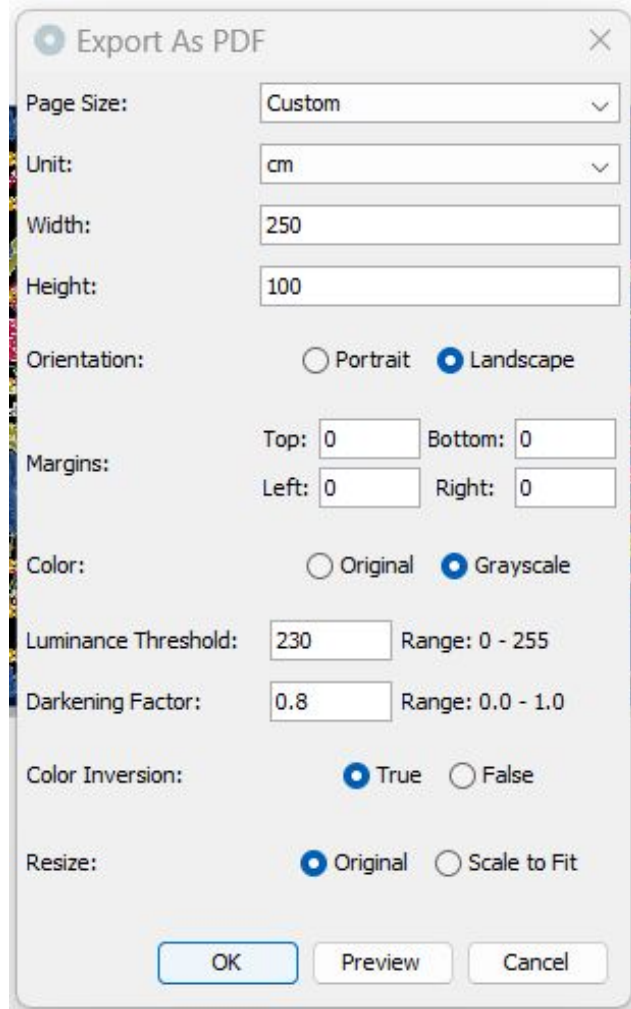 Export As PDF
Page Size: Custom
Unit: cm
Width: 250
Height: 100
Orientation: Portrait Landscape
Margins:
Top: 0 Bottom: 0
Left: 0 Right: 0
Color: Original Grayscale
Luminance Threshold: 230 Range: 0 - 255
Darkening Factor: 0.8 Range: 0.0 - 1.0
Color Inversion: True False
Resize: Original Scale to Fit
OK Preview Cancel